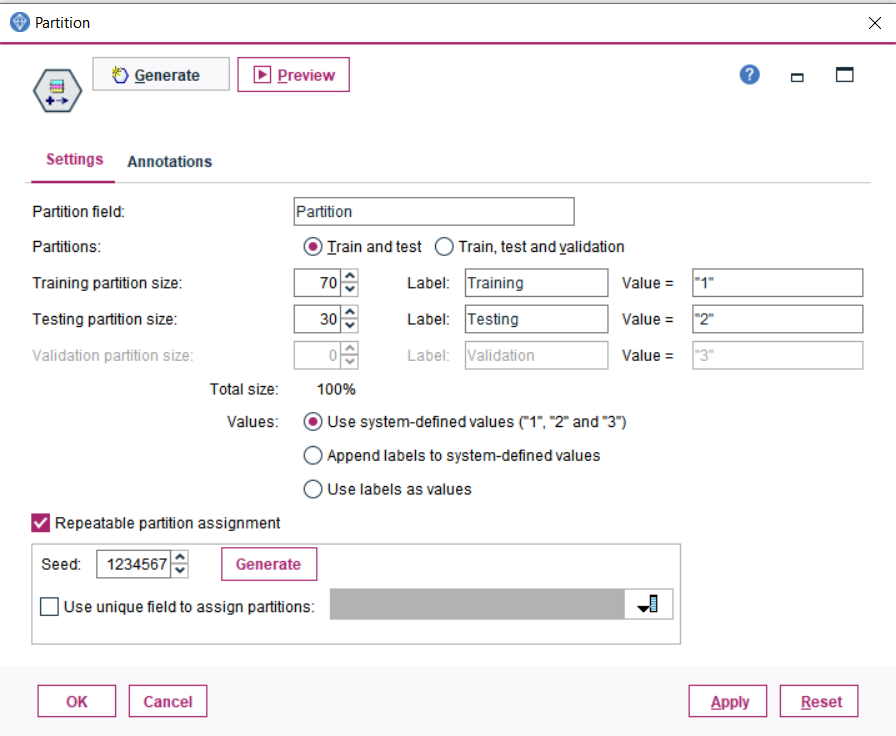 Partition
Generate Preview ?
Settings Annotations
Partition field: Partition
Partitions: Train and test Train, test and validation
Training partition size: 70 Label: Training Value = "1"
Testing partition size: 30 Label: Testing Value = "2"
Validation partition size: 0 Label: Validation Value = "3"
Total size: 100%
Values: Use system-defined values ("1", "2" and "3")
Append labels to system-defined values
Use labels as values
Repeatable partition assignment
Seed: 1234567 Generate
Use unique field to assign partitions:
OK Cancel Apply Reset